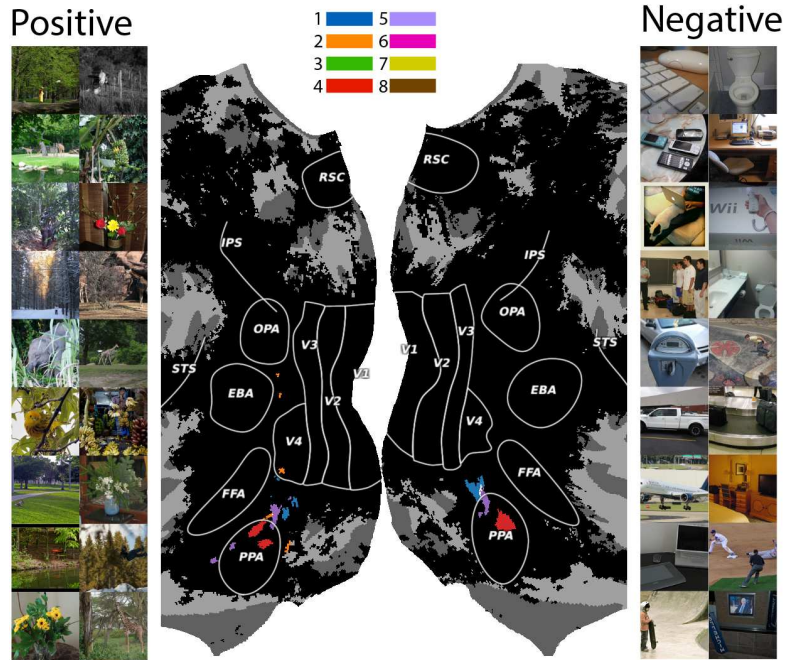 Positive
Negative
1
2
3
4
5
6
7
8
RSC
RSC
IPS
IPS
OPA
OPA
V3
V3
V1
V1
V2
V2
STS
STS
EBA
EBA
V4
V4
FFA
FFA
PPA
PPA
Wii